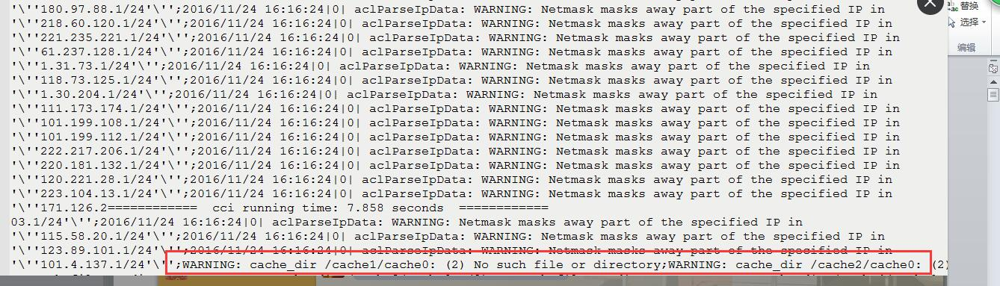 '\''180.97.88.1/24'\'';2016/11/24 16:16:24|0| aclParseIpData: WARNING: Netmask masks away part of the specified IP in
'\''218.60.120.1/24'\'';2016/11/24 16:16:24|0| aclParseIpData: WARNING: Netmask masks away part of the specified IP in
'\''221.235.221.1/24'\'';2016/11/24 16:16:24|0| aclParseIpData: WARNING: Netmask masks away part of the specified IP in
'\''61.237.128.1/24'\'';2016/11/24 16:16:24|0| aclParseIpData: WARNING: Netmask masks away part of the specified IP in
'\''1.31.73.1/24'\'';2016/11/24 16:16:24|0| aclParseIpData: WARNING: Netmask masks away part of the specified IP in
'\''118.73.125.1/24'\'';2016/11/24 16:16:24|0| aclParseIpData: WARNING: Netmask masks away part of the specified IP in
'\''1.30.204.1/24'\'';2016/11/24 16:16:24|0| aclParseIpData: WARNING: Netmask masks away part of the specified IP in
'\''111.173.174.1/24'\'';2016/11/24 16:16:24|0| aclParseIpData: WARNING: Netmask masks away part of the specified IP in
'\''101.199.108.1/24'\'';2016/11/24 16:16:24|0| aclParseIpData: WARNING: Netmask masks away part of the specified IP in
'\''101.199.112.1/24'\'';2016/11/24 16:16:24|0| aclParseIpData: WARNING: Netmask masks away part of the specified IP in
'\''222.217.206.1/24'\'';2016/11/24 16:16:24|0| aclParseIpData: WARNING: Netmask masks away part of the specified IP in
'\''220.181.132.1/24'\'';2016/11/24 16:16:24|0| aclParseIpData: WARNING: Netmask masks away part of the specified IP in
'\''120.221.28.1/24'\'';2016/11/24 16:16:24|0| aclParseIpData: WARNING: Netmask masks away part of the specified IP in
'\''223.104.13.1/24'\'';2016/11/24 16:16:24|0| aclParseIpData: WARNING: Netmask masks away part of the specified IP in
'\''171.126.2============  cci running time: 7.858 seconds  ============
03.1/24'\'';2016/11/24 16:16:24|0| aclParseIpData: WARNING: Netmask masks away part of the specified IP in
'\''115.58.20.1/24'\'';2016/11/24 16:16:24|0| aclParseIpData: WARNING: Netmask masks away part of the specified IP in
'\''123.89.101.1/24'\'';2016/11/24 16:16:24|0| aclParseIpData: WARNING: Netmask masks away part of the specified IP in
'\''101.4.137.1/24'\'';WARNING: cache_dir /cache1/cache0: (2) No such file or directory;WARNING: cache_dir /cache2/cache0: (2)
替换
选择
编辑